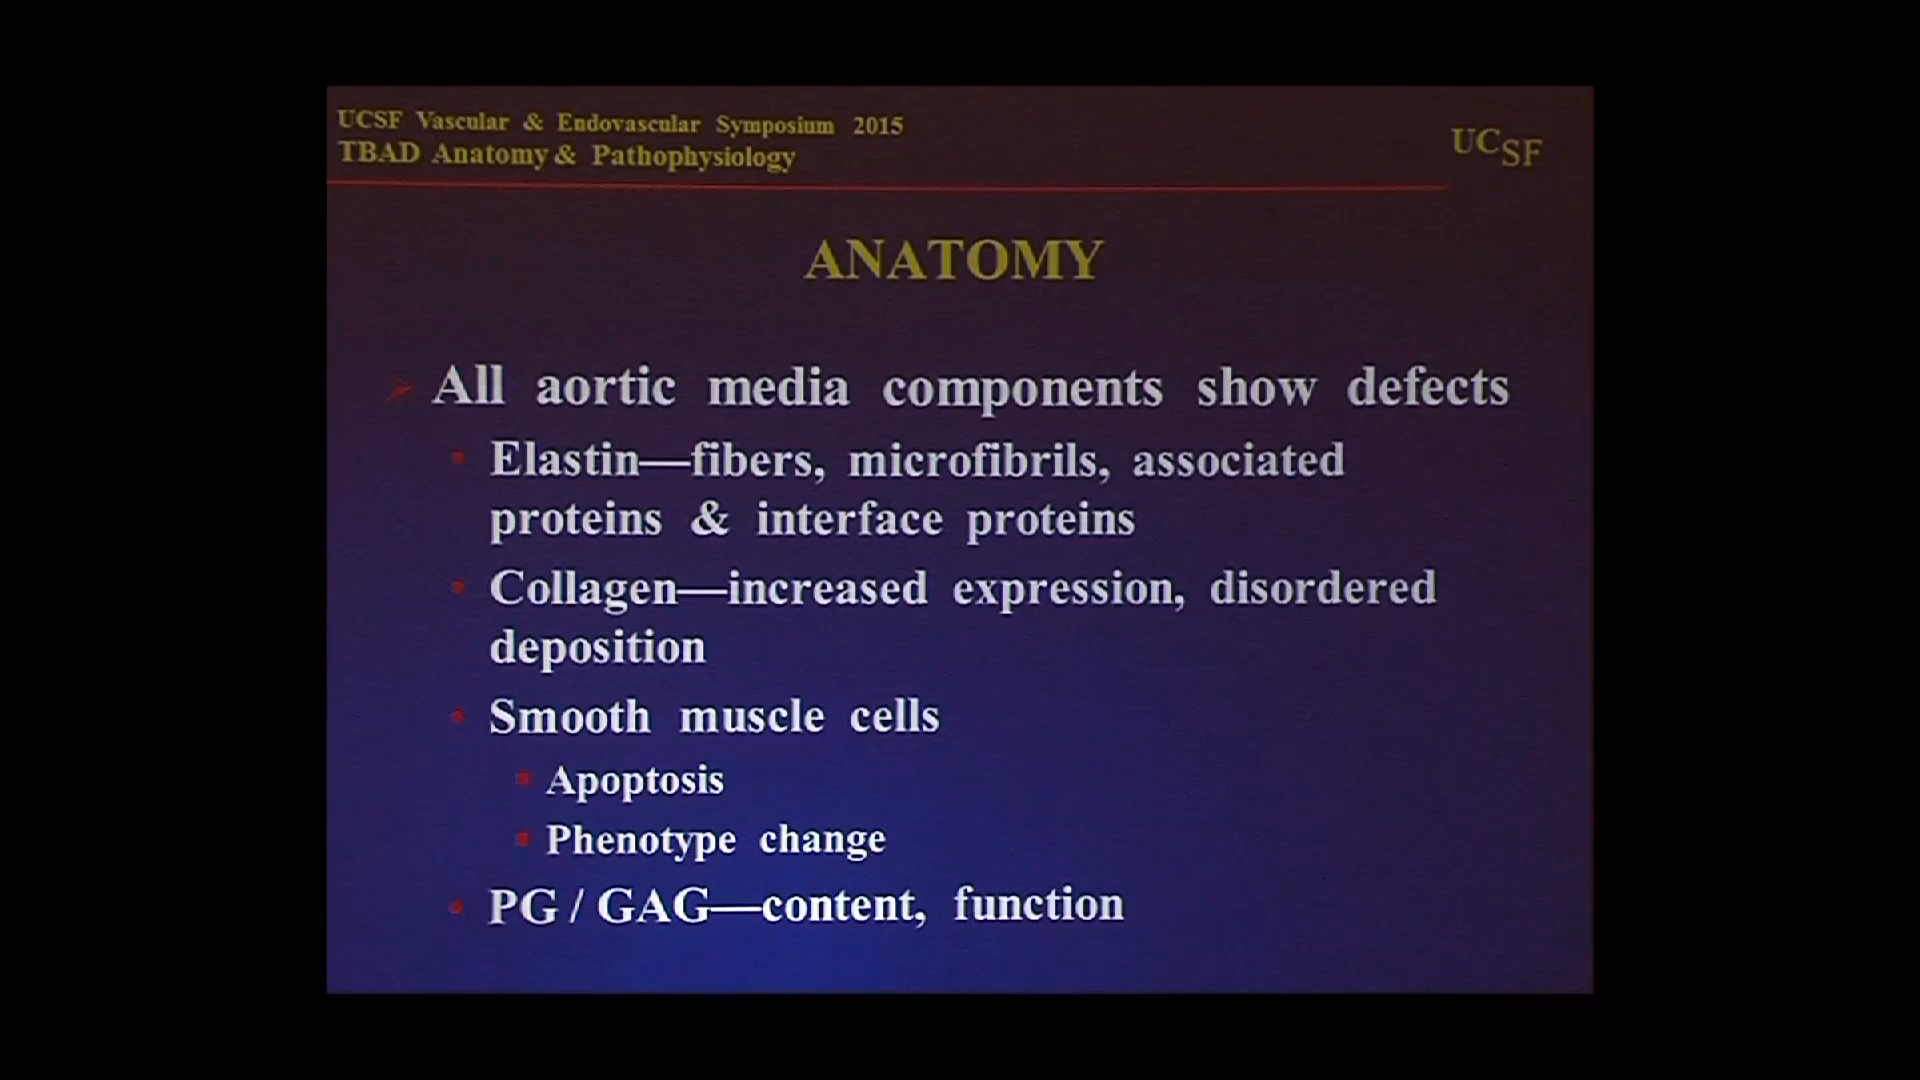 UCSF Vascular & Endovascular Symposium 2015
TBAD Anatomy & Pathophysiology
UCSF
ANATOMY
All aortic media components show defects
Elastin—fibers, microfibrils, associated
proteins & interface proteins
Collagen—increased expression, disordered
deposition
Smooth muscle cells
Apoptosis
Phenotype change
PG / GAG—content, function